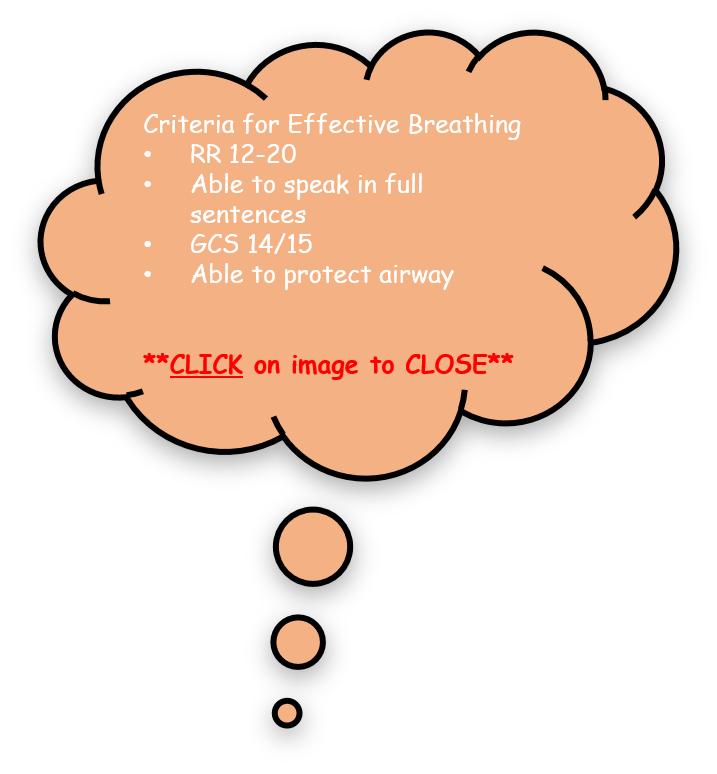 Criteria for Effective Breathing
• RR 12-20
• Able to speak in full
sentences
• GCS 14/15
• Able to protect airway
**CLICK on image to CLOSE**